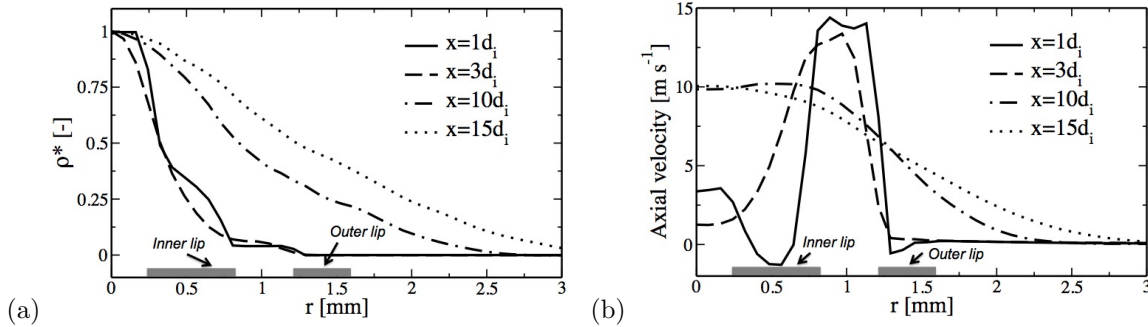 1
0.75
0.5
0.25
0
ρ* [-]
x=1d_i
x=3d_i
x=10d_i
x=15d_i
Inner lip
Outer lip
0 0.5 1 1.5 2 2.5 3
r [mm]
(a)
15
10
5
0
Axial velocity [m s⁻¹]
x=1d_i
x=3d_i
x=10d_i
x=15d_i
Inner lip
Outer lip
0 0.5 1 1.5 2 2.5 3
r [mm]
(b)